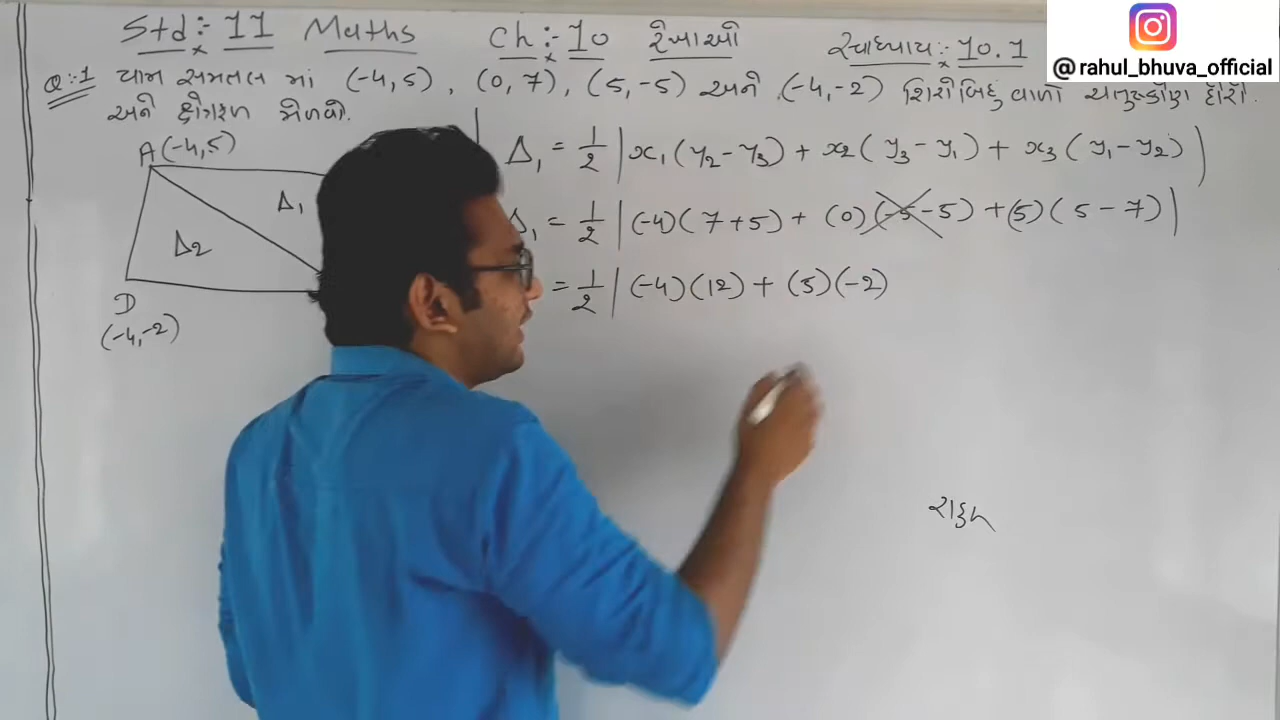 Std :- 11 Maths Ch :- 10 રેખાઓ સ્વાધ્યાય :- 10.1
@rahul_bhuva_official
Q:-1 યામ સમતલ માં (-4,5), (0,7), (5,-5) અને (-4,-2) શિરોબિંદુ વાળો ચતુષ્કોણ દોરો.
અને ક્ષેત્રફળ મેળવો.
A(-4,5)
Δ1
Δ2
D
(-4,-2)
Δ1 = 1/2 | x1(y2-y3) + x2(y3-y1) + x3(y1-y2) |
Δ1 = 1/2 | (-4)(7+5) + (0)(-5-5) + (5)(5-7) |
= 1/2 | (-4)(12) + (5)(-2)
રાહુલ